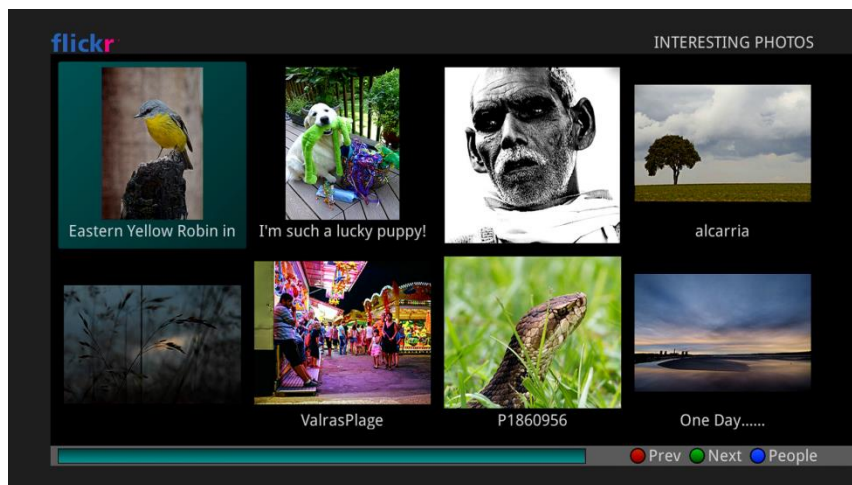 flickr
INTERESTING PHOTOS
Eastern Yellow Robin in
I'm such a lucky puppy!
alcarria
ValrasPlage
P1860956
One Day......
Prev Next People